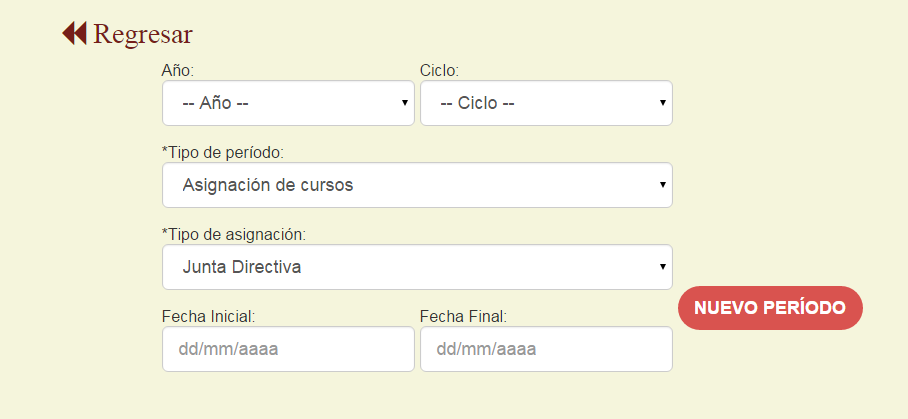 Regresar
Año: Ciclo:
-- Año -- -- Ciclo --
*Tipo de período:
Asignación de cursos
*Tipo de asignación:
Junta Directiva
NUEVO PERÍODO
Fecha Inicial: Fecha Final:
dd/mm/aaaa dd/mm/aaaa